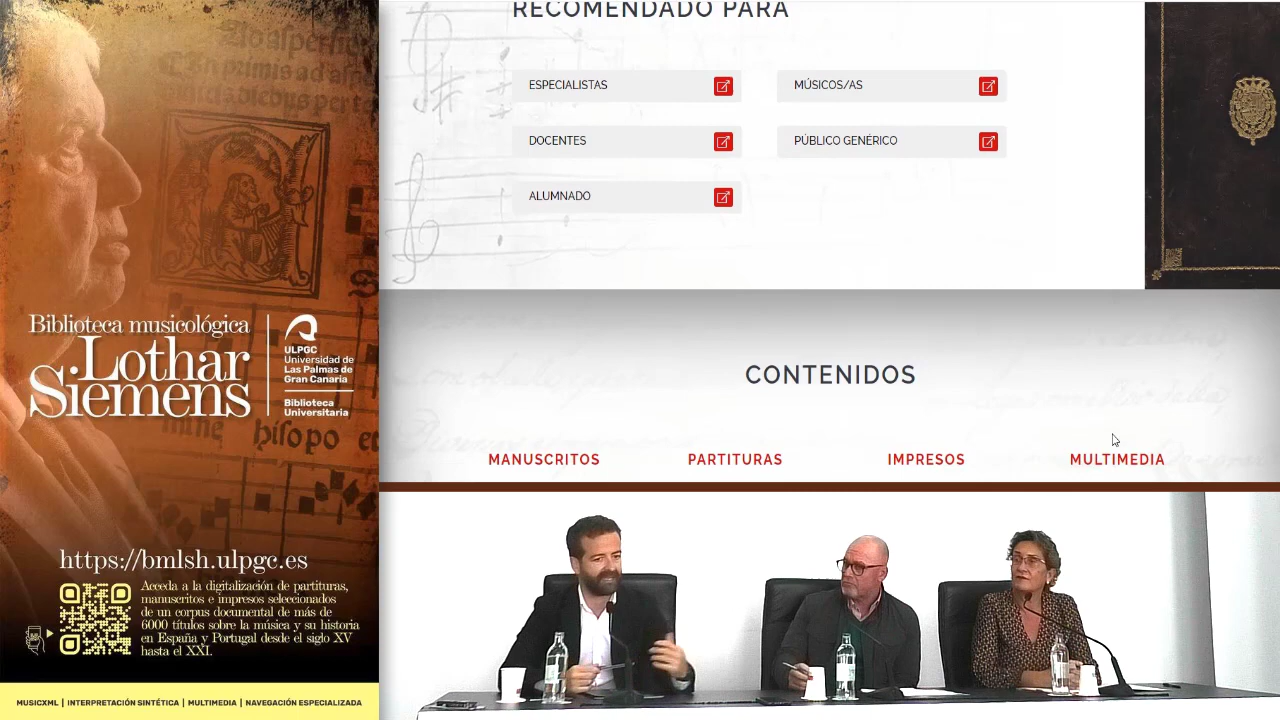 Biblioteca musicológica
Lothar
Siemens
ULPGC
Universidad de
Las Palmas de
Gran Canaria
Biblioteca
Universitaria
hisopo
https://bmlsh.ulpgc.es
Acceda a la digitalización de partituras,
manuscritos e impresos seleccionados
de un corpus documental de más de
6000 títulos sobre la música y su historia
en España y Portugal desde el siglo XV
hasta el XXI.
MUSICXML | INTERPRETACIÓN SINTÉTICA | MULTIMEDIA | NAVEGACIÓN ESPECIALIZADA
RECOMENDADO PARA
ESPECIALISTAS
MÚSICOS/AS
DOCENTES
PÚBLICO GENÉRICO
ALUMNADO
CONTENIDOS
MANUSCRITOS
PARTITURAS
IMPRESOS
MULTIMEDIA